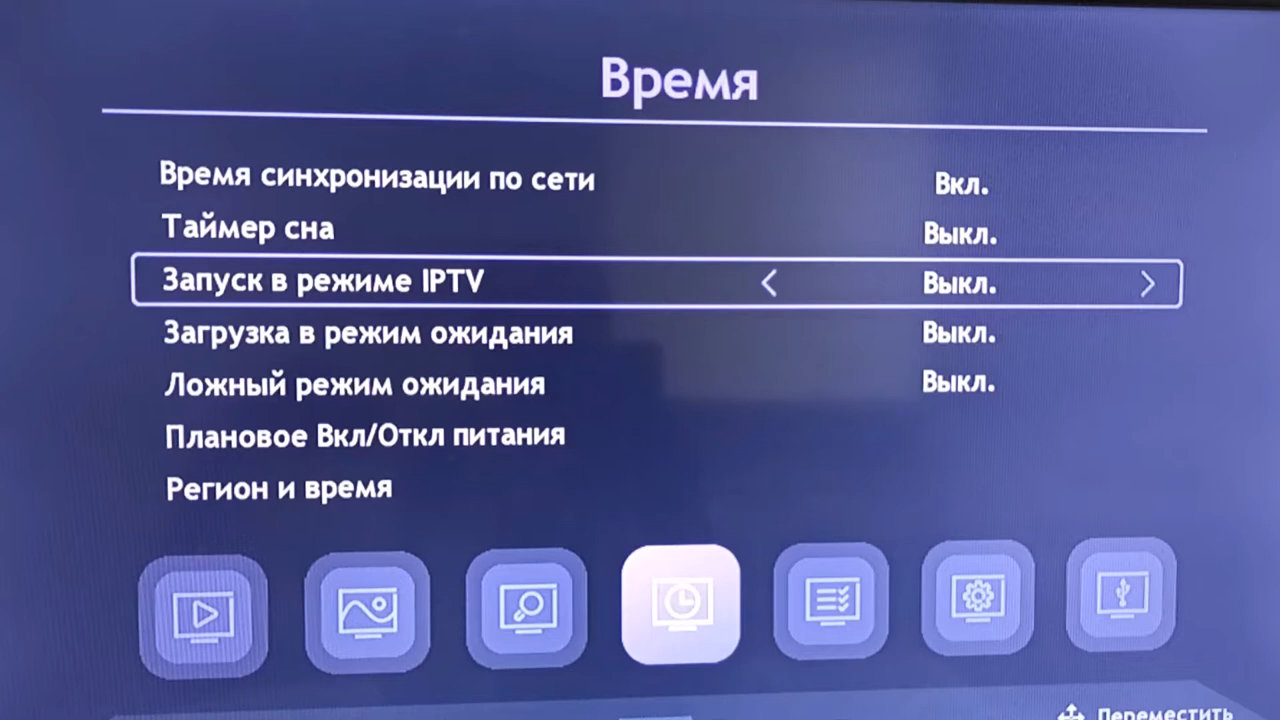 Время
Время синхронизации по сети Вкл.
Таймер сна Выкл.
Запуск в режиме IPTV Выкл.
Загрузка в режим ожидания Выкл.
Ложный режим ожидания Выкл.
Плановое Вкл/Откл питания
Регион и время
Переместить